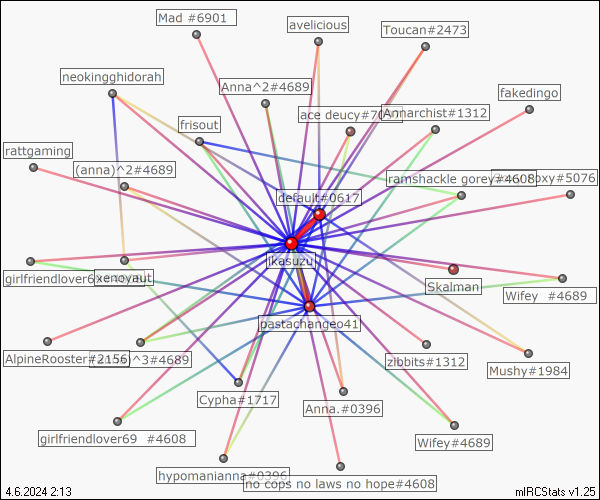 Mad #6901
avelicious
Toucan#2473
neokingghidorah
Anna^2#4689
fakedingo
ace deucy#70
Annarchist#1312
frisout
rattgaming
(anna)^2#4689
ramshackle gorey#4608
oxy#5076
default#0617
jkasuzu
girlfriendlover6
xenoyaut
Skalman
Wifey #4689
pastachangeo41
AlpineRooster#2156
^3#4689
zibbits#1312
Mushy#1984
Cypha#1717
Anna.#0396
girlfriendlover69 #4608
Wifey#4689
hypomanianna#0396
no cops no laws no hope#4608
4.6.2024 2:13
mIRCStats v1.25